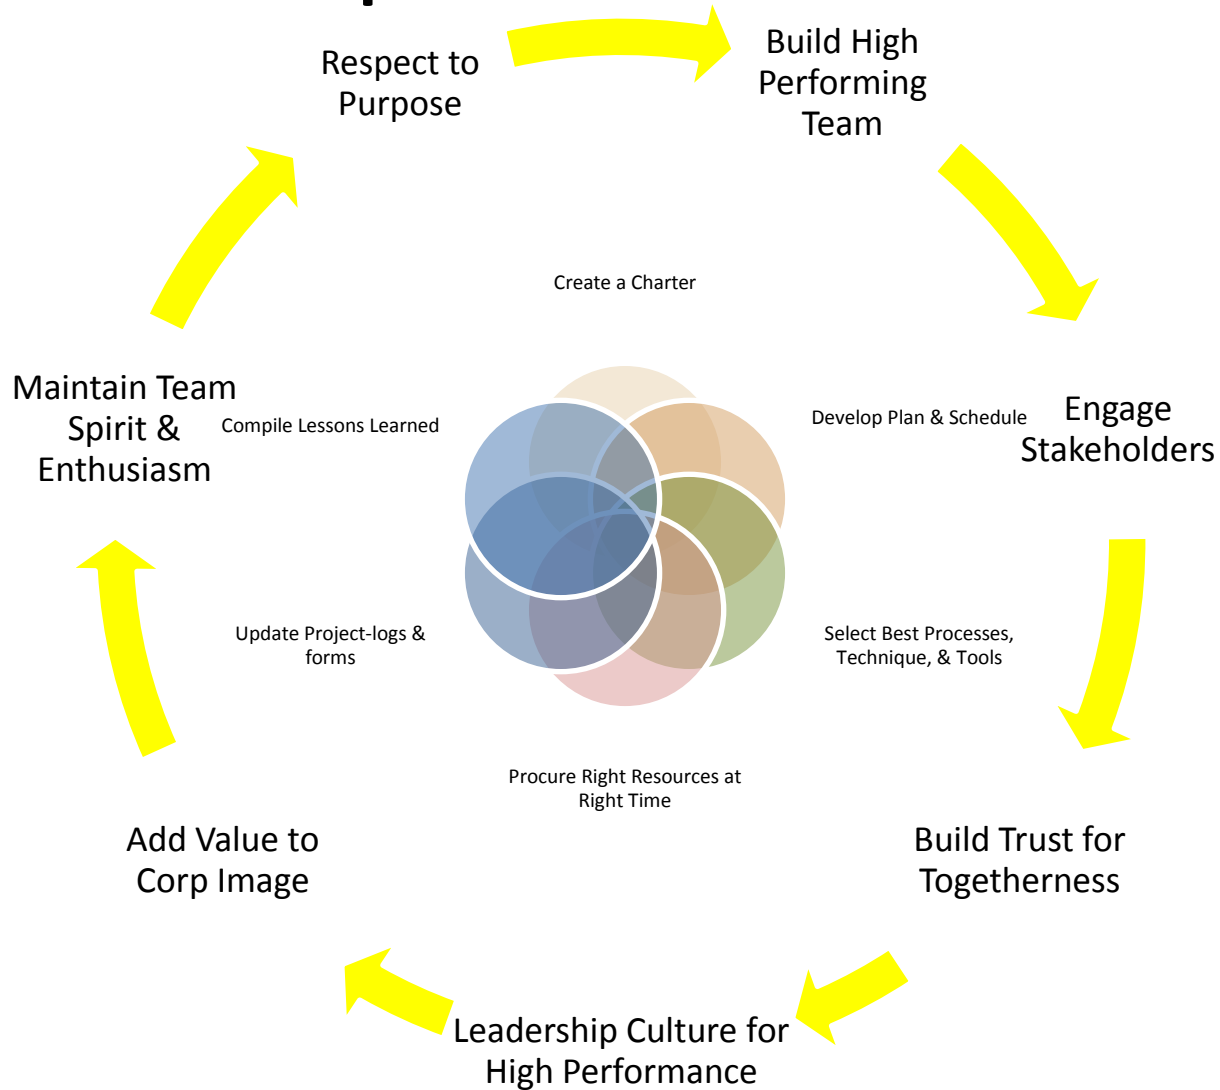 Respect to
Purpose
Build High
Performing
Team
Create a Charter
Maintain Team
Spirit &
Enthusiasm
Compile Lessons Learned
Develop Plan & Schedule
Engage
Stakeholders
Update Project-logs &
forms
Select Best Processes,
Technique, & Tools
Procure Right Resources at
Right Time
Add Value to
Corp Image
Build Trust for
Togetherness
Leadership Culture for
High Performance